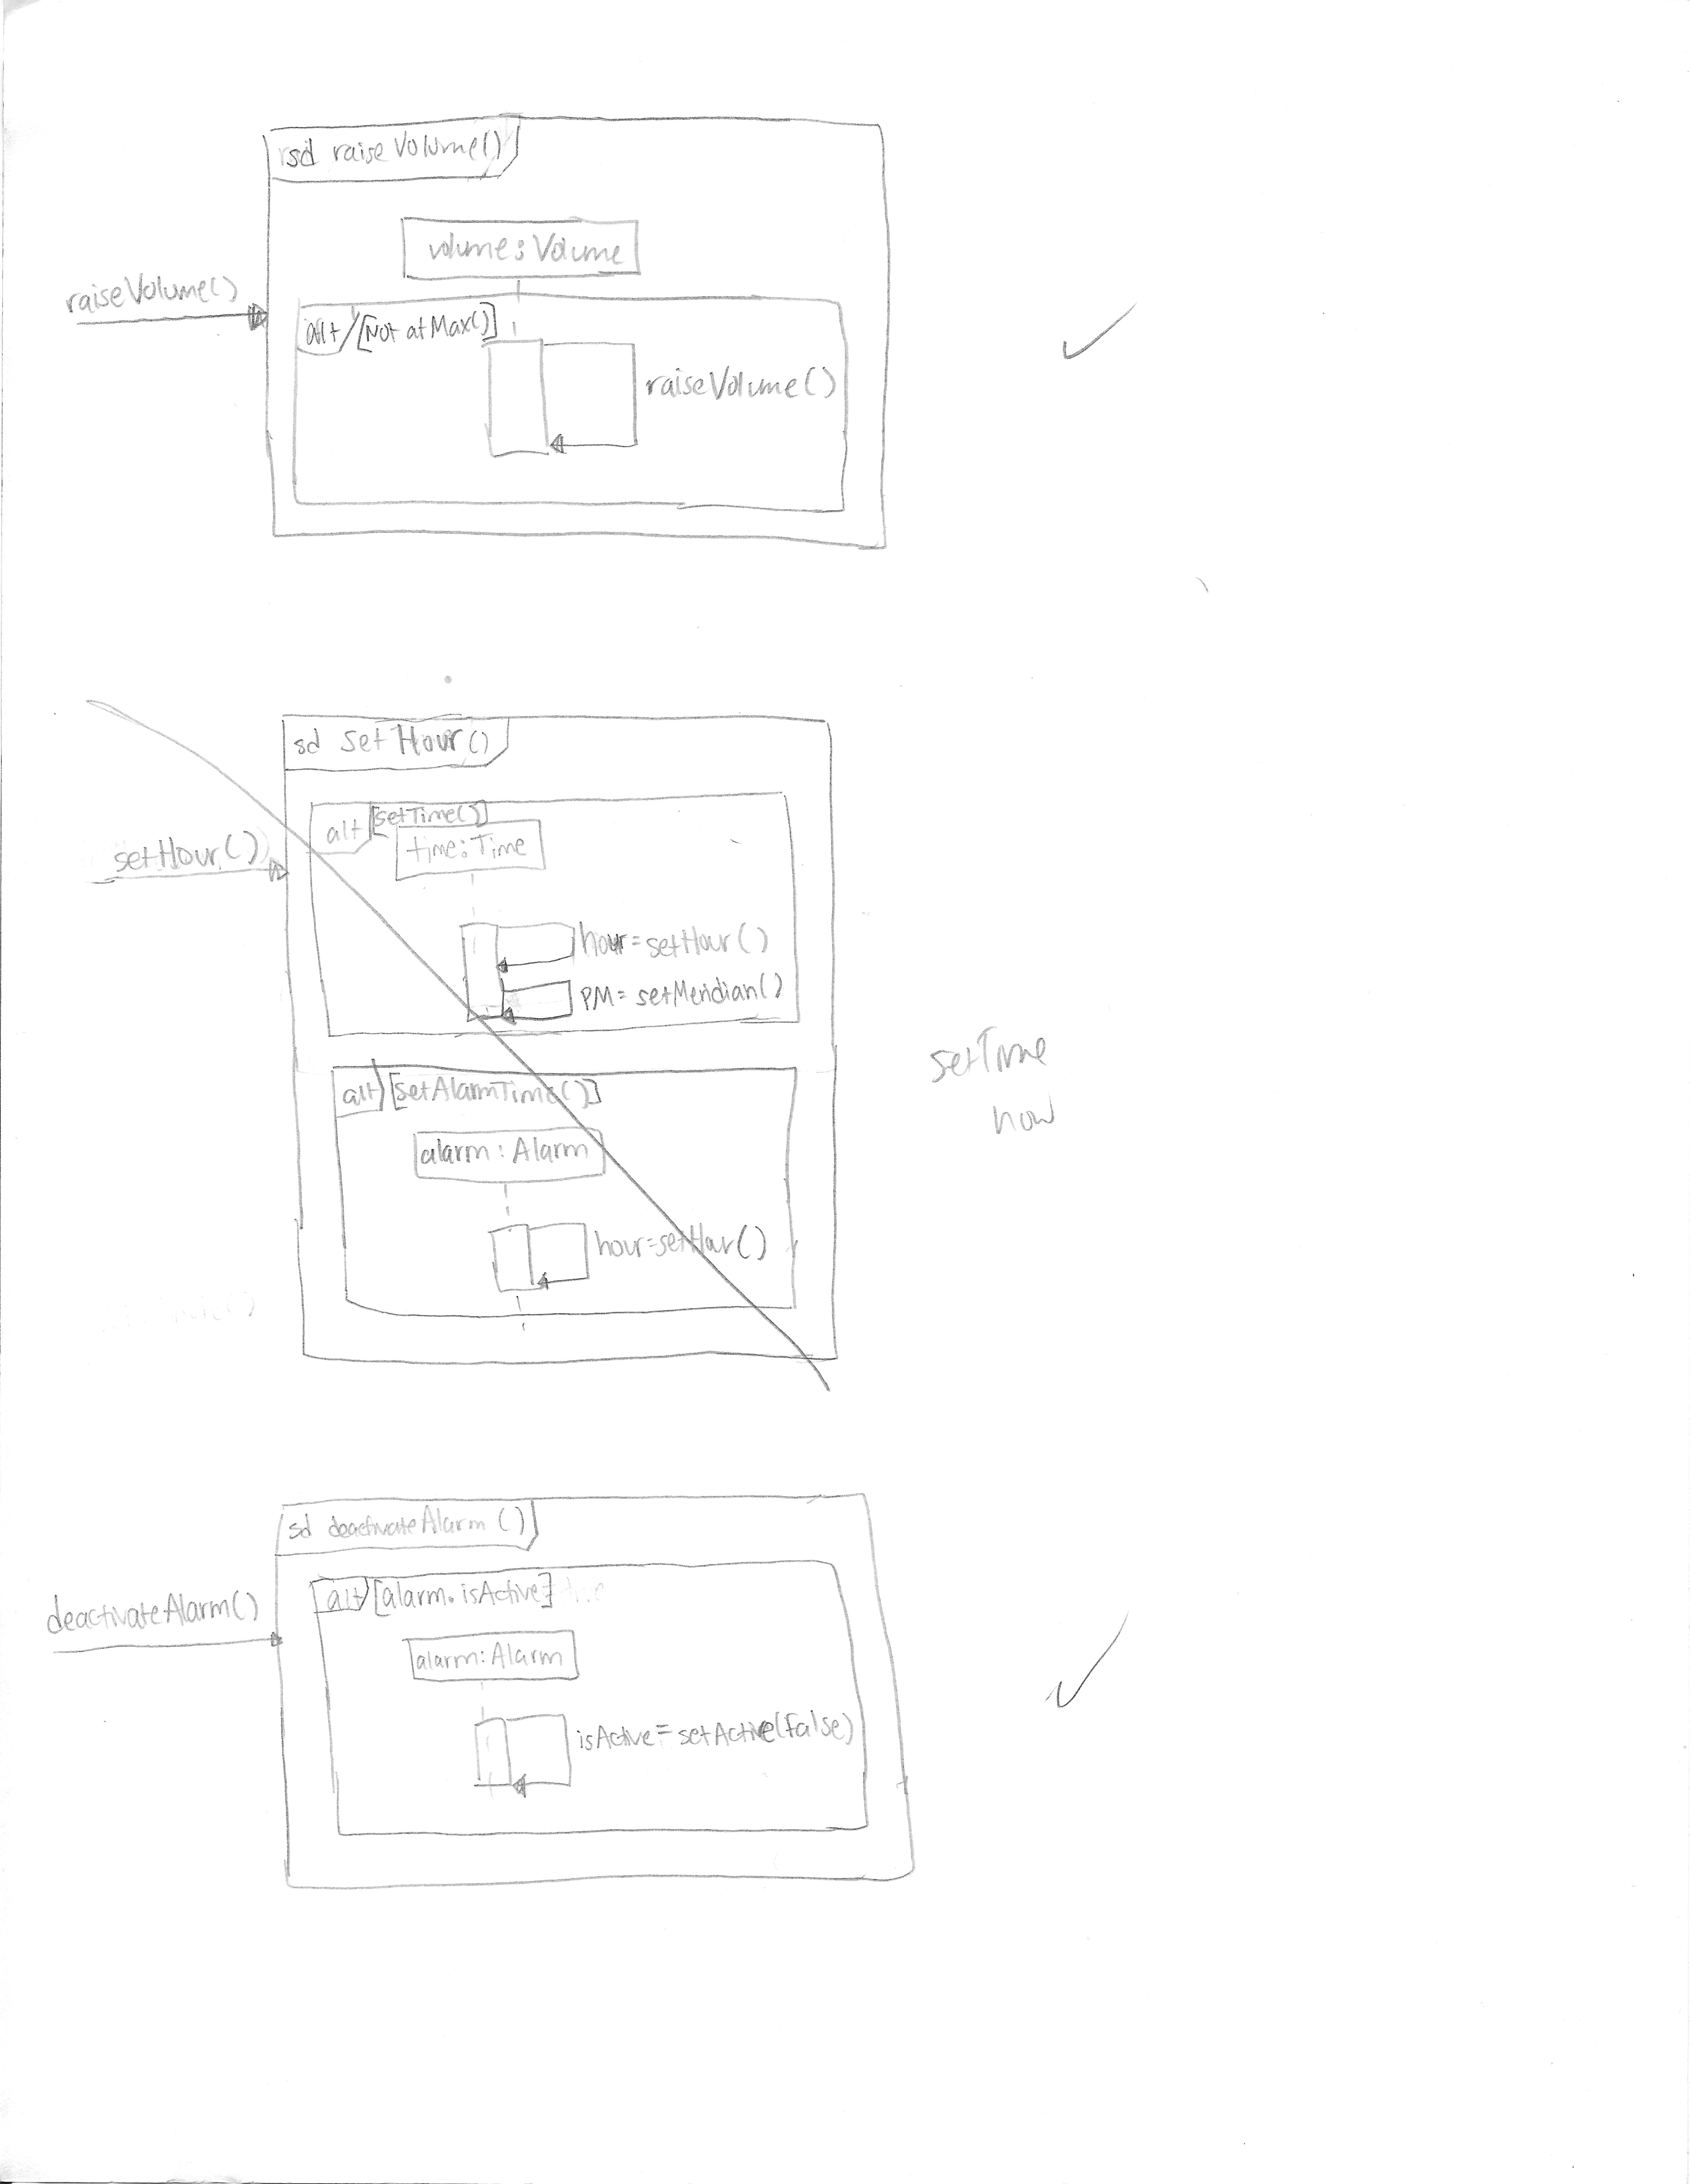 sd raiseVolume()
volume:Volume
raiseVolume()
alt [Not atMax()]
raiseVolume()
sd setHour()
alt [setTime()]
time:Time
setHour()
hour=setHour()
PM=setMeridian()
setTime
now
alt [setAlarmTime()]
alarm:Alarm
hour=setHour()
sd deactivateAlarm()
alt [alarm.isActive]
deactivateAlarm()
alarm:Alarm
isActive=setActive(False)